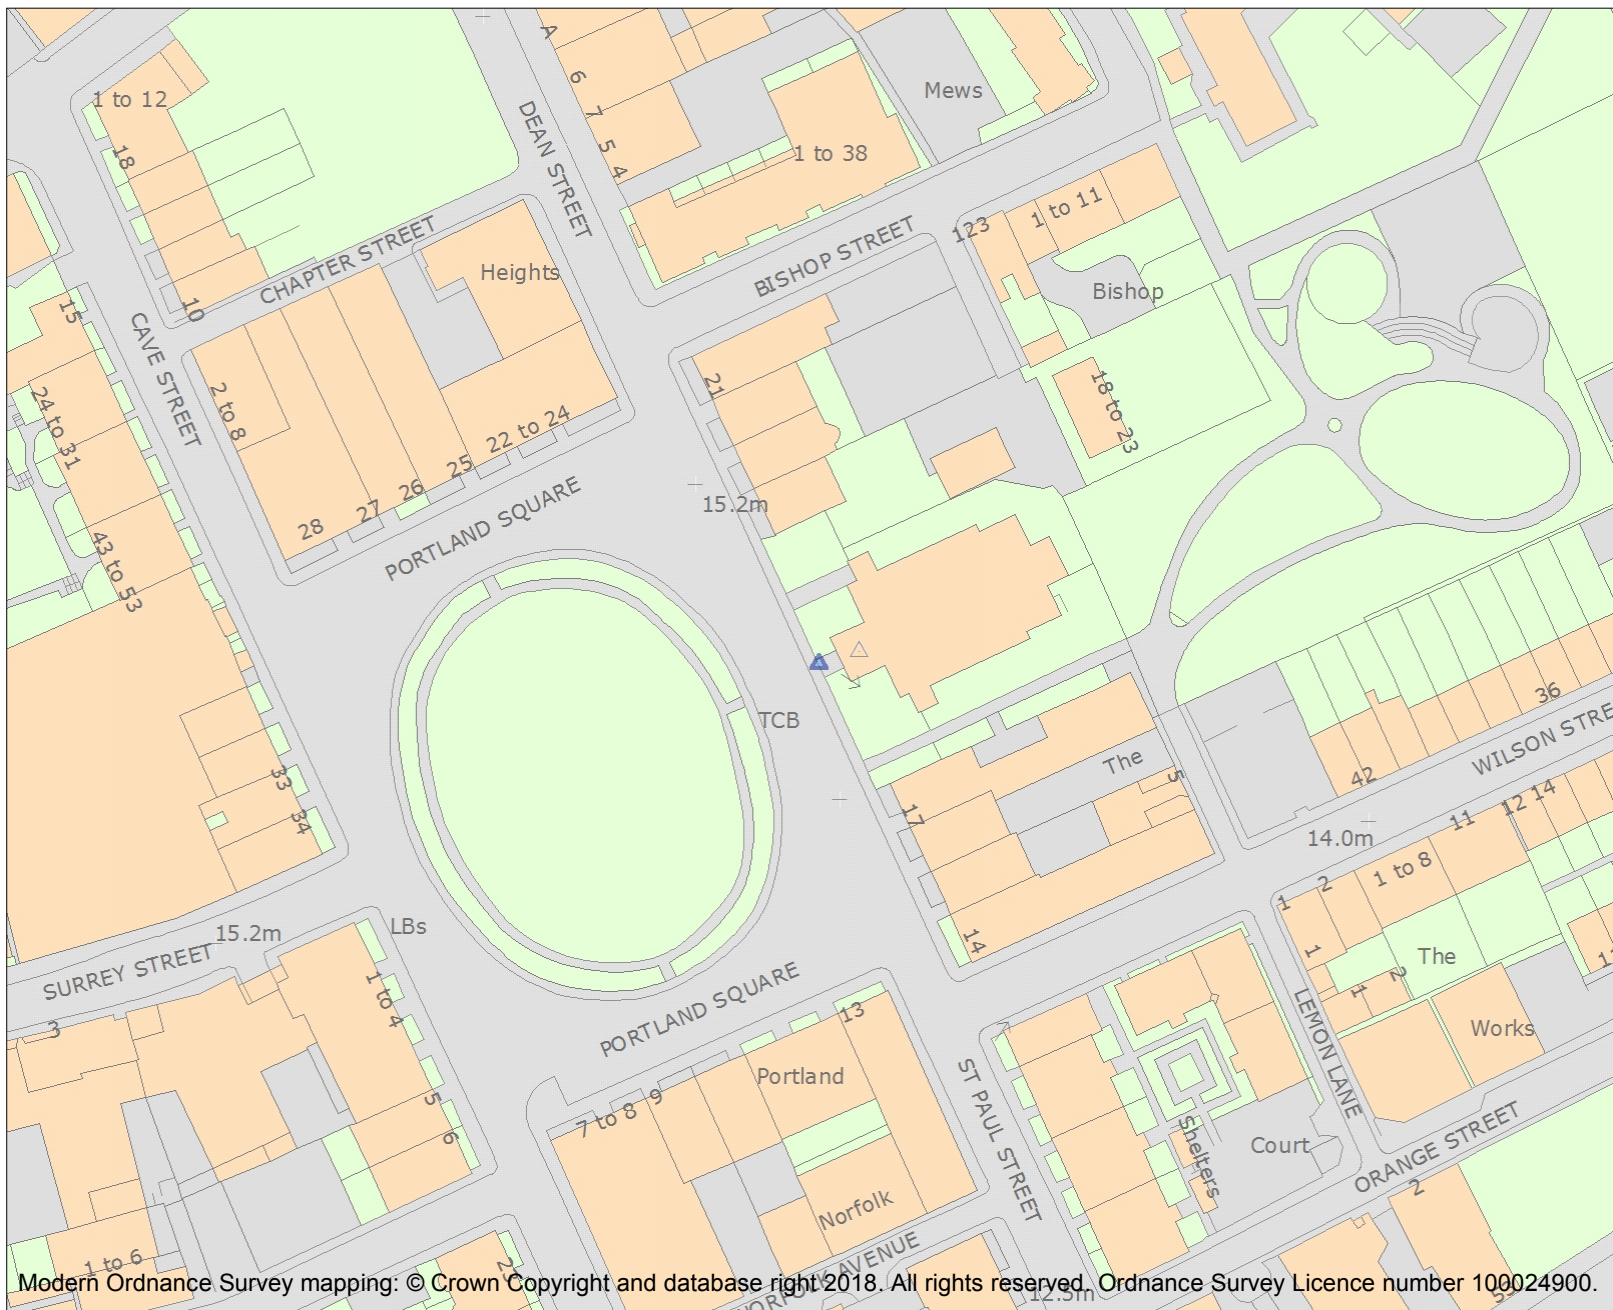 A
6
7
5
4
1 to 12
18
DEAN STREET
Mews
1 to 38
1 to 11
123
BISHOP STREET
CHAPTER STREET
Heights
Bishop
10
15
CAVE STREET
2 to 8
24 to 31
21
18 to 23
22 to 24
25
26
27
28
15.2m
PORTLAND SQUARE
43 to 53
TCB
The
5
36
WILSON STRE
42
33
34
17
14.0m
11
12 14
1 to 8
2
1
LBs
15.2m
SURREY STREET
14
1
The
2
1
11
1 to 4
3
PORTLAND SQUARE
13
LEMON LANE
Works
Portland
9
7 to 8
5
6
ST PAUL STREET
Shelters
Court
ORANGE STREET
2
Norfolk
NORFOLK AVENUE
1 to 6
12.5m
Modern Ordnance Survey mapping: © Crown Copyright and database right 2018. All rights reserved. Ordnance Survey Licence number 100024900.